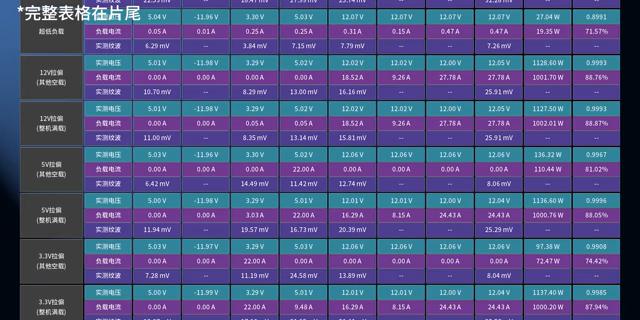 *完整表格在片尾
超低负载
实测电压 5.04 V -11.96 V 3.30 V 5.03 V 12.07 V 12.07 V 12.07 V 12.07 V 27.04 W 0.8991
负载电流 0.05 A 0.01 A 0.25 A 0.25 A 0.31 A 0.15 A 0.47 A 0.47 A 19.35 W 71.57%
实测纹波 6.29 mV -- 3.84 mV 7.15 mV 7.79 mV -- -- 7.26 mV -- --
12V拉偏
(其他空载)
实测电压 5.01 V -11.98 V 3.29 V 5.02 V 12.02 V 12.02 V 12.00 V 12.05 V 1128.60 W 0.9993
负载电流 0.00 A 0.00 A 0.00 A 0.00 A 18.52 A 9.26 A 27.78 A 27.78 A 1001.70 W 88.76%
实测纹波 10.70 mV -- 8.29 mV 13.00 mV 16.16 mV -- -- 25.91 mV -- --
12V拉偏
(整机满载)
实测电压 5.01 V -11.98 V 3.29 V 5.02 V 12.02 V 12.02 V 12.00 V 12.05 V 1127.50 W 0.9993
负载电流 0.00 A 0.00 A 0.05 A 0.05 A 18.52 A 9.26 A 27.78 A 27.78 A 1002.01 W 88.87%
实测纹波 11.00 mV -- 8.35 mV 13.14 mV 15.81 mV -- -- 25.91 mV -- --
5V拉偏
(其他空载)
实测电压 5.03 V -11.96 V 3.30 V 5.02 V 12.06 V 12.06 V 12.06 V 12.06 V 136.32 W 0.9967
负载电流 0.00 A 0.00 A 0.00 A 22.00 A 0.00 A 0.00 A 0.00 A 0.00 A 110.44 W 81.02%
实测纹波 6.42 mV -- 14.49 mV 11.42 mV 12.74 mV -- -- 8.06 mV -- --
5V拉偏
(整机满载)
实测电压 5.00 V -11.98 V 3.29 V 5.01 V 12.02 V 12.02 V 12.00 V 12.04 V 1136.60 W 0.9996
负载电流 0.00 A 0.00 A 3.03 A 22.00 A 16.29 A 8.15 A 24.43 A 24.43 A 1000.76 W 88.05%
实测纹波 11.94 mV -- 19.57 mV 16.73 mV 20.39 mV -- -- 25.29 mV -- --
3.3V拉偏
(其他空载)
实测电压 5.03 V -11.97 V 3.29 V 5.03 V 12.06 V 12.06 V 12.06 V 12.06 V 97.38 W 0.9908
负载电流 0.00 A 0.00 A 22.00 A 0.00 A 0.00 A 0.00 A 0.00 A 0.00 A 72.47 W 74.42%
实测纹波 7.28 mV -- 11.19 mV 24.58 mV 13.89 mV -- -- 8.04 mV -- --
3.3V拉偏
(整机满载)
实测电压 5.00 V -11.99 V 3.29 V 5.01 V 12.02 V 12.02 V 12.00 V 12.04 V 1137.40 W 0.9985
负载电流 0.00 A 0.00 A 22.00 A 9.48 A 16.29 A 8.15 A 24.43 A 24.43 A 1000.20 W 87.94%